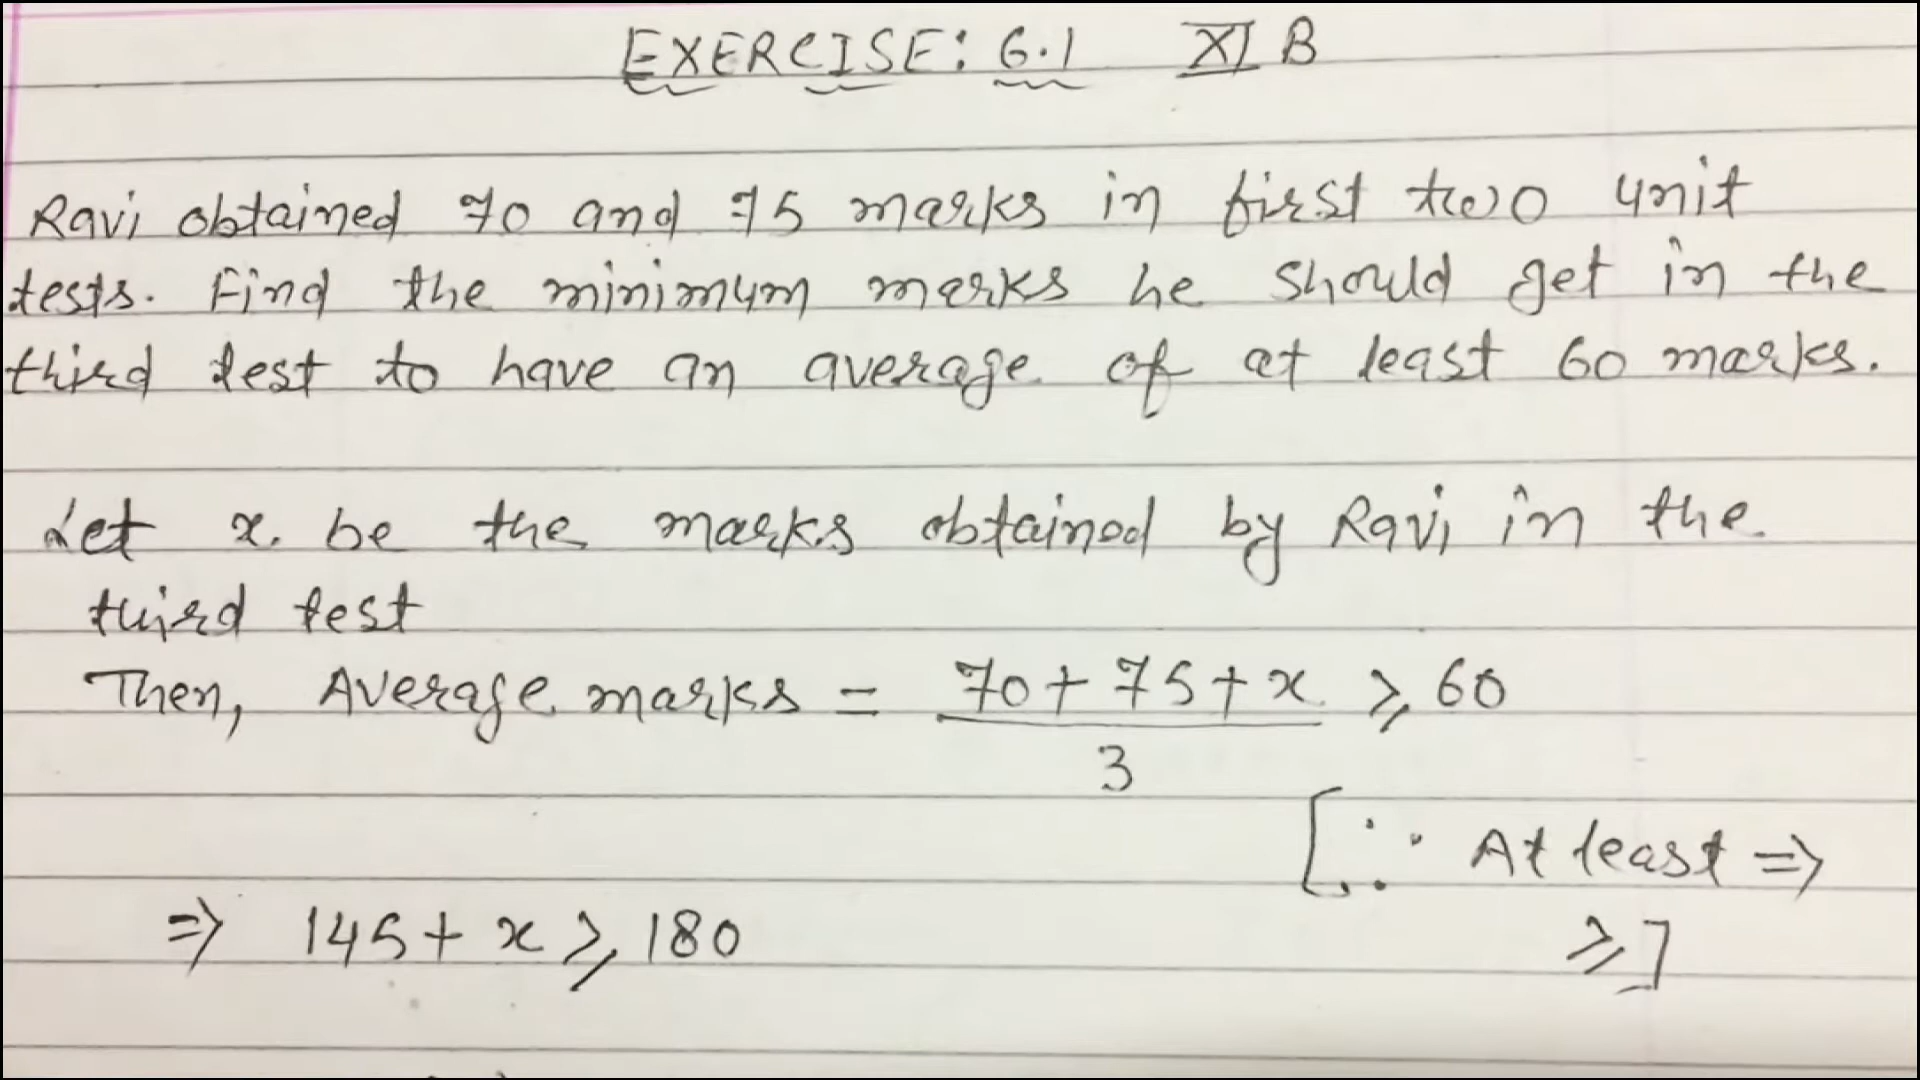 EXERCISE: 6.1 XI B
Ravi obtained 70 and 75 marks in first two unit
tests. Find the minimum marks he should get in the
third test to have an average of at least 60 marks.
Let x be the marks obtained by Ravi in the
third test
Then, Average marks = (70 + 75 + x)/3 ≥ 60
[∵ At least ⇒
⇒ 145 + x ≥ 180
≥]